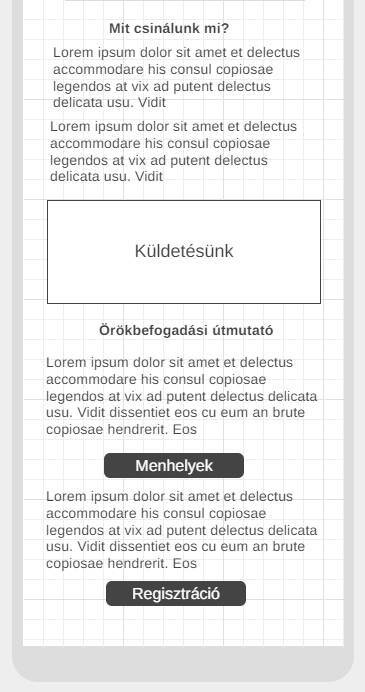 Mit csinálunk mi?
Lorem ipsum dolor sit amet et delectus
accommodare his consul copiosae
legendos at vix ad putent delectus
delicata usu. Vidit
Lorem ipsum dolor sit amet et delectus
accommodare his consul copiosae
legendos at vix ad putent delectus
delicata usu. Vidit
Küldetésünk
Örökbefogadási útmutató
Lorem ipsum dolor sit amet et delectus
accommodare his consul copiosae
legendos at vix ad putent delectus delicata
usu. Vidit dissentiet eos cu eum an brute
copiosae hendrerit. Eos
Menhelyek
Lorem ipsum dolor sit amet et delectus
accommodare his consul copiosae
legendos at vix ad putent delectus delicata
usu. Vidit dissentiet eos cu eum an brute
copiosae hendrerit. Eos
Regisztráció